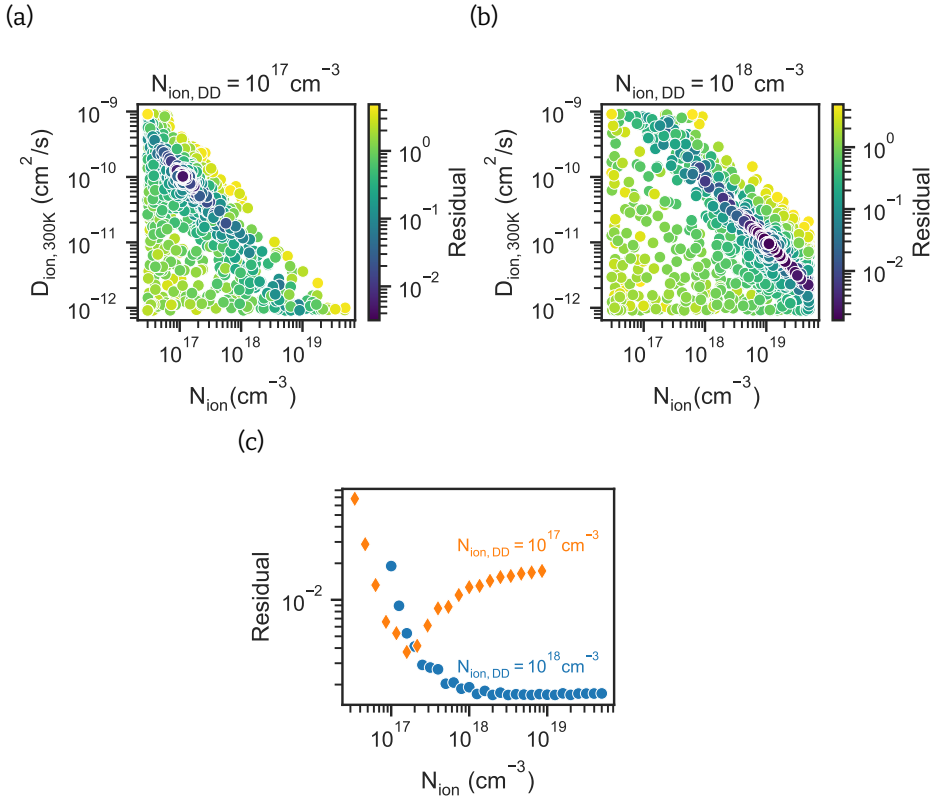 (a)
(b)
N_ion, DD = 10^17 cm^−3
N_ion, DD = 10^18 cm^−3
D_ion, 300K (cm^2/s)
10^−9
10^−10
10^−11
10^−12
10^17
10^18
10^19
N_ion(cm^−3)
10^0
10^−1
10^−2
Residual
D_ion, 300K (cm^2/s)
10^−9
10^−10
10^−11
10^−12
10^17
10^18
10^19
N_ion(cm^−3)
10^0
10^−1
10^−2
Residual
(c)
Residual
10^−2
N_ion, DD = 10^17 cm^−3
N_ion, DD = 10^18 cm^−3
10^17
10^18
10^19
N_ion (cm^−3)